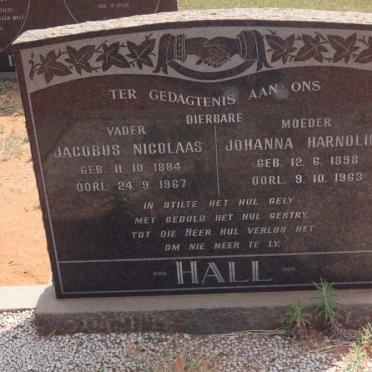 TER GEDAGTENIS AAN ONS
DIERBARE
VADER
JACOBUS NICOLAAS
GEB. 11. 10. 1884
OORL. 24. 9. 1967
MOEDER
JOHANNA
GEB. 12. 6. 1898
OORL. 9. 10. 1963
IN STILTE HET HUL GELY
MET GEDULD HET HUL GESTRY,
TOT DIE HEER HUL VERLOS HET
OM NIE MEER TE LY.
HALL